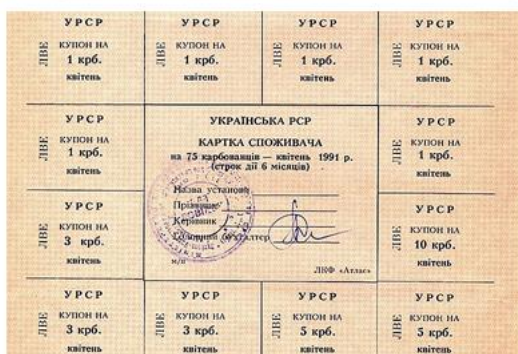 УРСР
ЛВЕ
КУПОН НА
1 крб.
квітень
УРСР
ЛВЕ
КУПОН НА
1 крб.
квітень
УРСР
ЛВЕ
КУПОН НА
1 крб.
квітень
УРСР
ЛВЕ
КУПОН НА
1 крб.
квітень
УРСР
ЛВЕ
КУПОН НА
1 крб.
квітень
УКРАЇНСЬКА РСР
КАРТКА СПОЖИВАЧА
на 75 карбованців — квітень 1991 р.
(строк дії 6 місяців)
Назва установи
Прізвище
Керівник
Головний бухгалтер
м/п
ЛНФ «Атлас»
УРСР
ЛВЕ
КУПОН НА
1 крб.
квітень
УРСР
ЛВЕ
КУПОН НА
3 крб.
квітень
УРСР
ЛВЕ
КУПОН НА
10 крб.
квітень
УРСР
ЛВЕ
КУПОН НА
3 крб.
квітень
УРСР
ЛВЕ
КУПОН НА
3 крб.
квітень
УРСР
ЛВЕ
КУПОН НА
5 крб.
квітень
УРСР
ЛВЕ
КУПОН НА
5 крб.
квітень